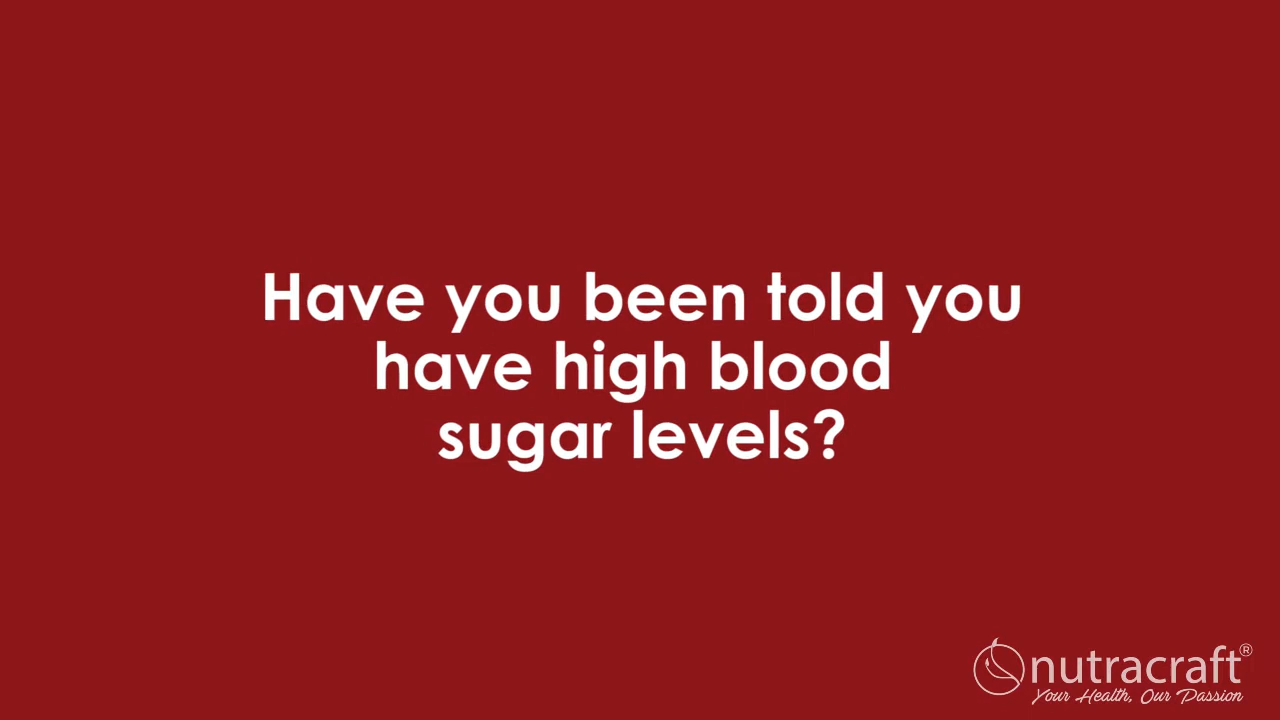 Have you been told you
have high blood
sugar levels?
nutracraft®
Your Health, Our Passion